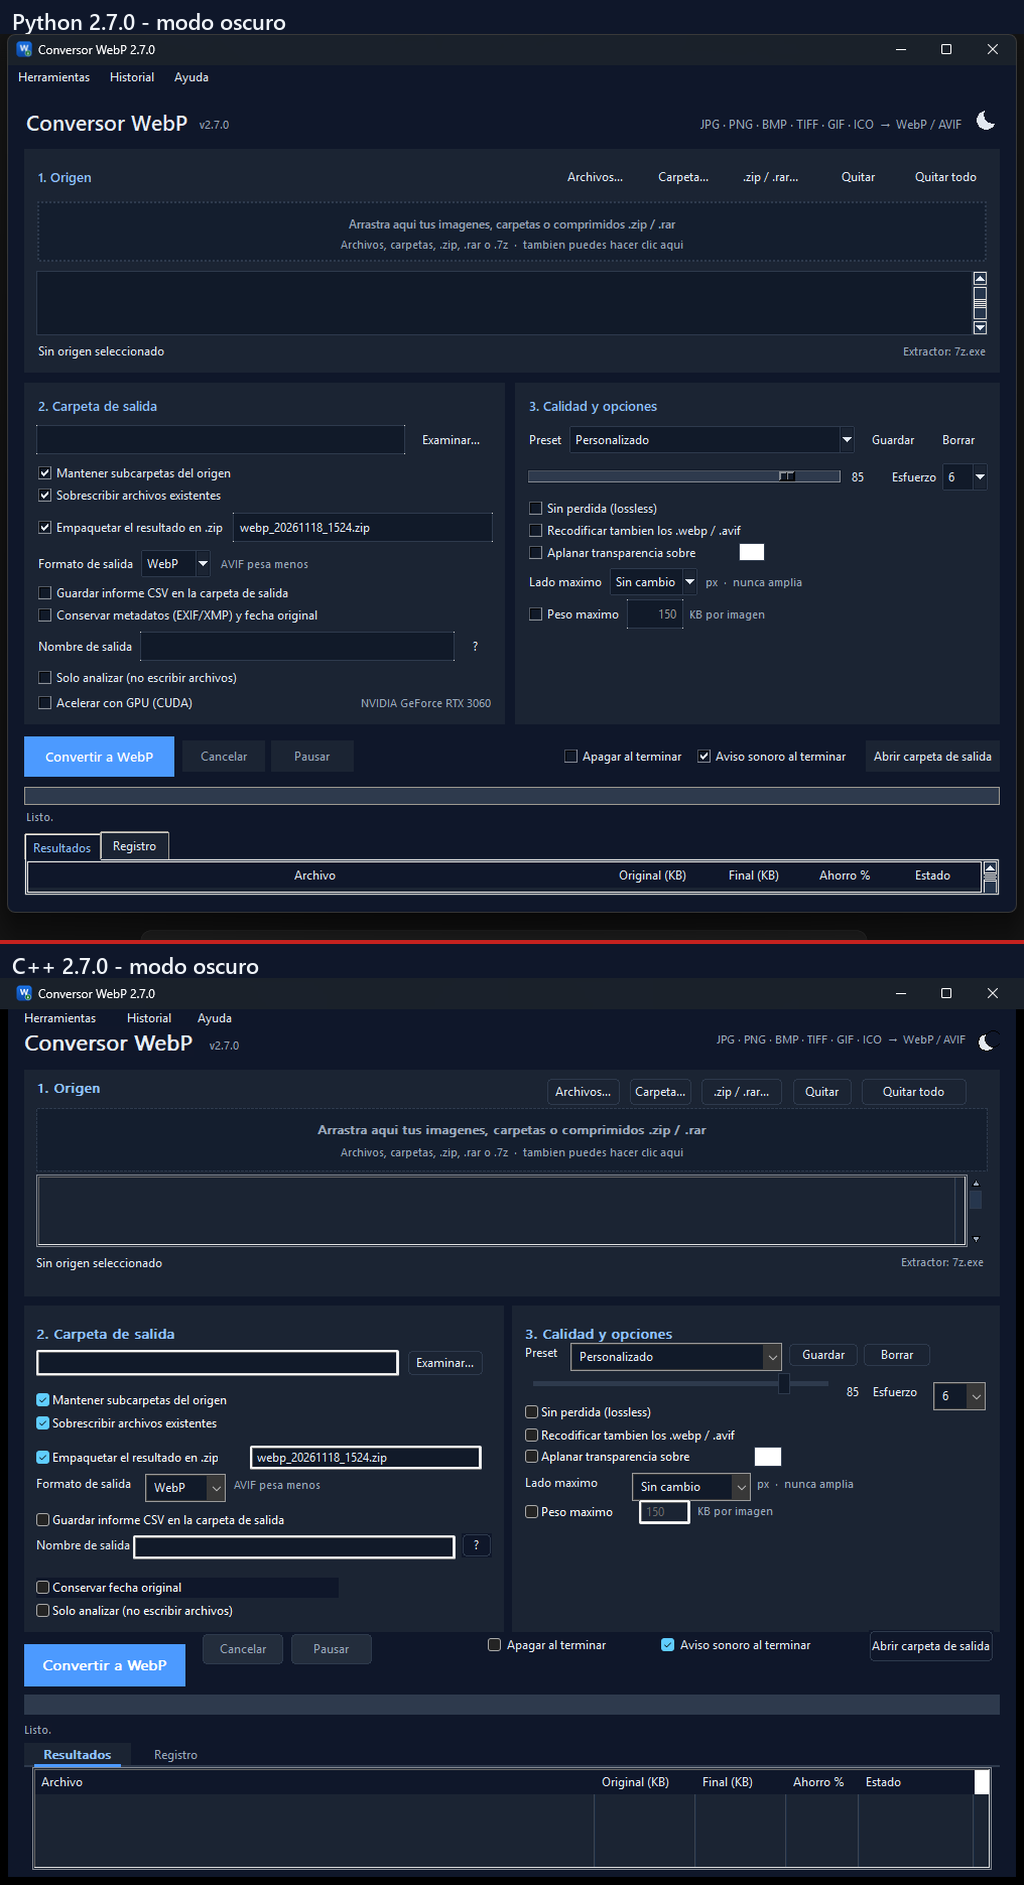 Python 2.7.0 - modo oscuro
Conversor WebP 2.7.0
Herramientas Historial Ayuda
Conversor WebP v2.7.0 JPG · PNG · BMP · TIFF · GIF · ICO → WebP / AVIF
1. Origen Archivos... Carpeta... .zip / .rar... Quitar Quitar todo
Arrastra aqui tus imagenes, carpetas o comprimidos .zip / .rar
Archivos, carpetas, .zip, .rar o .7z · tambien puedes hacer clic aqui
Sin origen seleccionado Extractor: 7z.exe
2. Carpeta de salida
Examinar...
Mantener subcarpetas del origen
Sobrescribir archivos existentes
Empaquetar el resultado en .zip webp_20261118_1524.zip
Formato de salida WebP AVIF pesa menos
Guardar informe CSV en la carpeta de salida
Conservar metadatos (EXIF/XMP) y fecha original
Nombre de salida ?
Solo analizar (no escribir archivos)
Acelerar con GPU (CUDA) NVIDIA GeForce RTX 3060
3. Calidad y opciones
Preset Personalizado Guardar Borrar
85 Esfuerzo 6
Sin perdida (lossless)
Recodificar tambien los .webp / .avif
Aplanar transparencia sobre
Lado maximo Sin cambio px · nunca amplia
Peso maximo 150 KB por imagen
Convertir a WebP Cancelar Pausar Apagar al terminar Aviso sonoro al terminar Abrir carpeta de salida
Listo.
Resultados Registro
Archivo Original (KB) Final (KB) Ahorro % Estado
C++ 2.7.0 - modo oscuro
Conversor WebP 2.7.0
Herramientas Historial Ayuda
Conversor WebP v2.7.0 JPG · PNG · BMP · TIFF · GIF · ICO → WebP / AVIF
1. Origen Archivos... Carpeta... .zip / .rar... Quitar Quitar todo
Arrastra aqui tus imagenes, carpetas o comprimidos .zip / .rar
Archivos, carpetas, .zip, .rar o .7z · tambien puedes hacer clic aqui
Sin origen seleccionado Extractor: 7z.exe
2. Carpeta de salida
Examinar...
Mantener subcarpetas del origen
Sobrescribir archivos existentes
Empaquetar el resultado en .zip webp_20261118_1524.zip
Formato de salida WebP AVIF pesa menos
Guardar informe CSV en la carpeta de salida
Nombre de salida ?
Conservar fecha original
Solo analizar (no escribir archivos)
3. Calidad y opciones
Preset Personalizado Guardar Borrar
85 Esfuerzo 6
Sin perdida (lossless)
Recodificar tambien los .webp / .avif
Aplanar transparencia sobre
Lado maximo Sin cambio px · nunca amplia
Peso maximo 150 KB por imagen
Convertir a WebP Cancelar Pausar Apagar al terminar Aviso sonoro al terminar Abrir carpeta de salida
Listo.
Resultados Registro
Archivo Original (KB) Final (KB) Ahorro % Estado